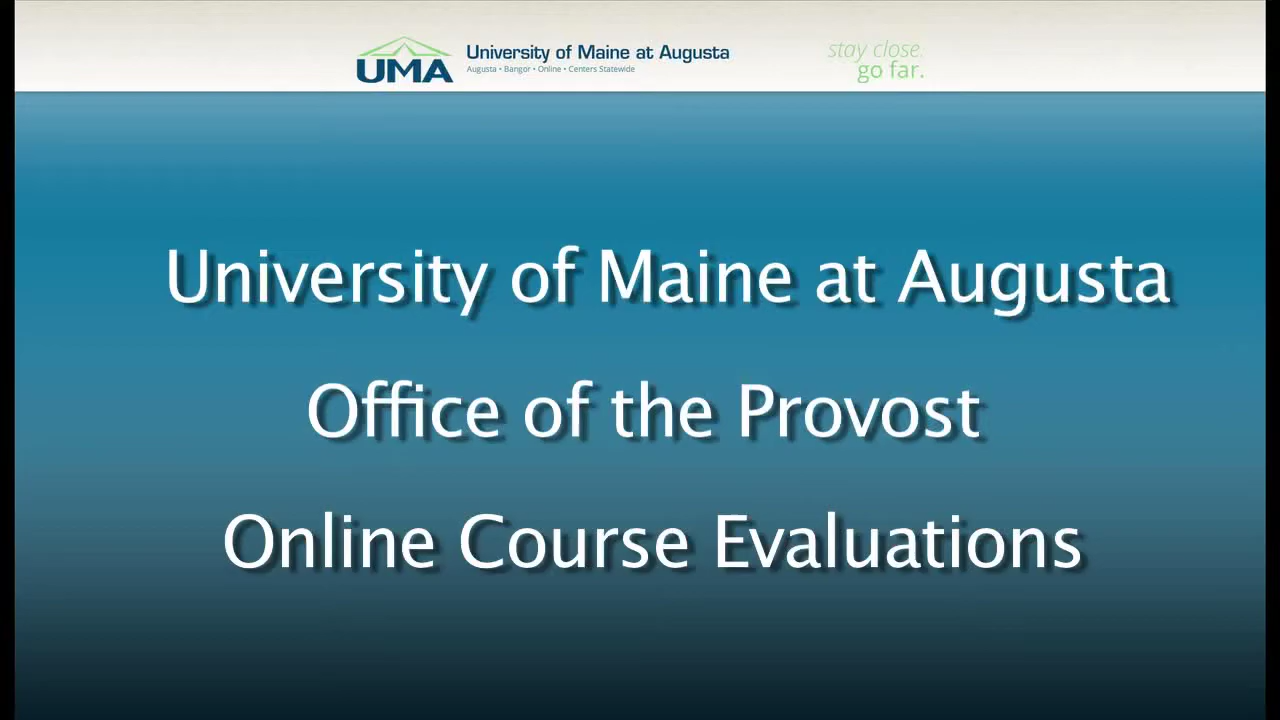 UMA
University of Maine at Augusta
Augusta • Bangor • Online • Centers Statewide
stay close.
go far.
University of Maine at Augusta
Office of the Provost
Online Course Evaluations